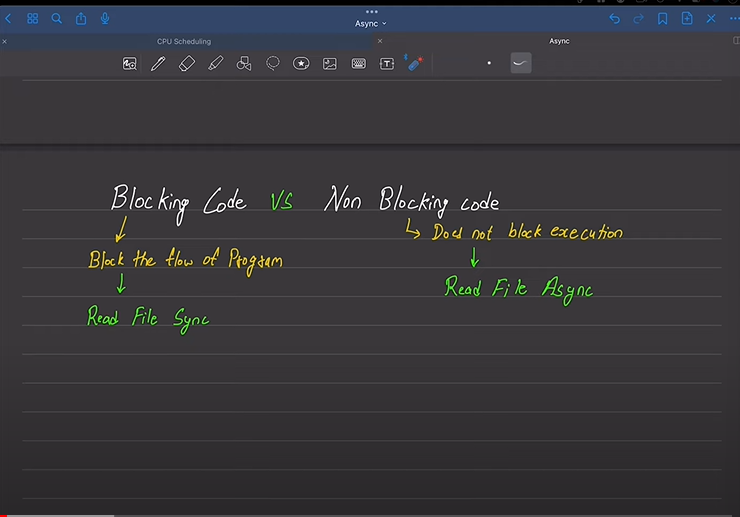 Async
CPU Scheduling
Async
Blocking Code VS Non Blocking code
Does not block execution
Block the flow of Program
Read File Async
Read File Sync